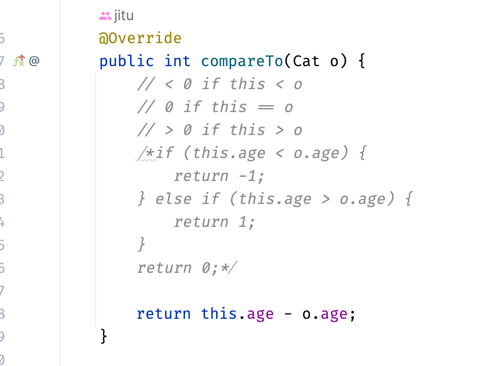 jitu
6 @Override
7 @ public int compareTo(Cat o) {
8 // < 0 if this < o
9 // 0 if this == o
0 // > 0 if this > o
1 /*if (this.age < o.age) {
2 return -1;
3 } else if (this.age > o.age) {
4 return 1;
5 }
6 return 0;*/
7
8 return this.age - o.age;
9 }
0